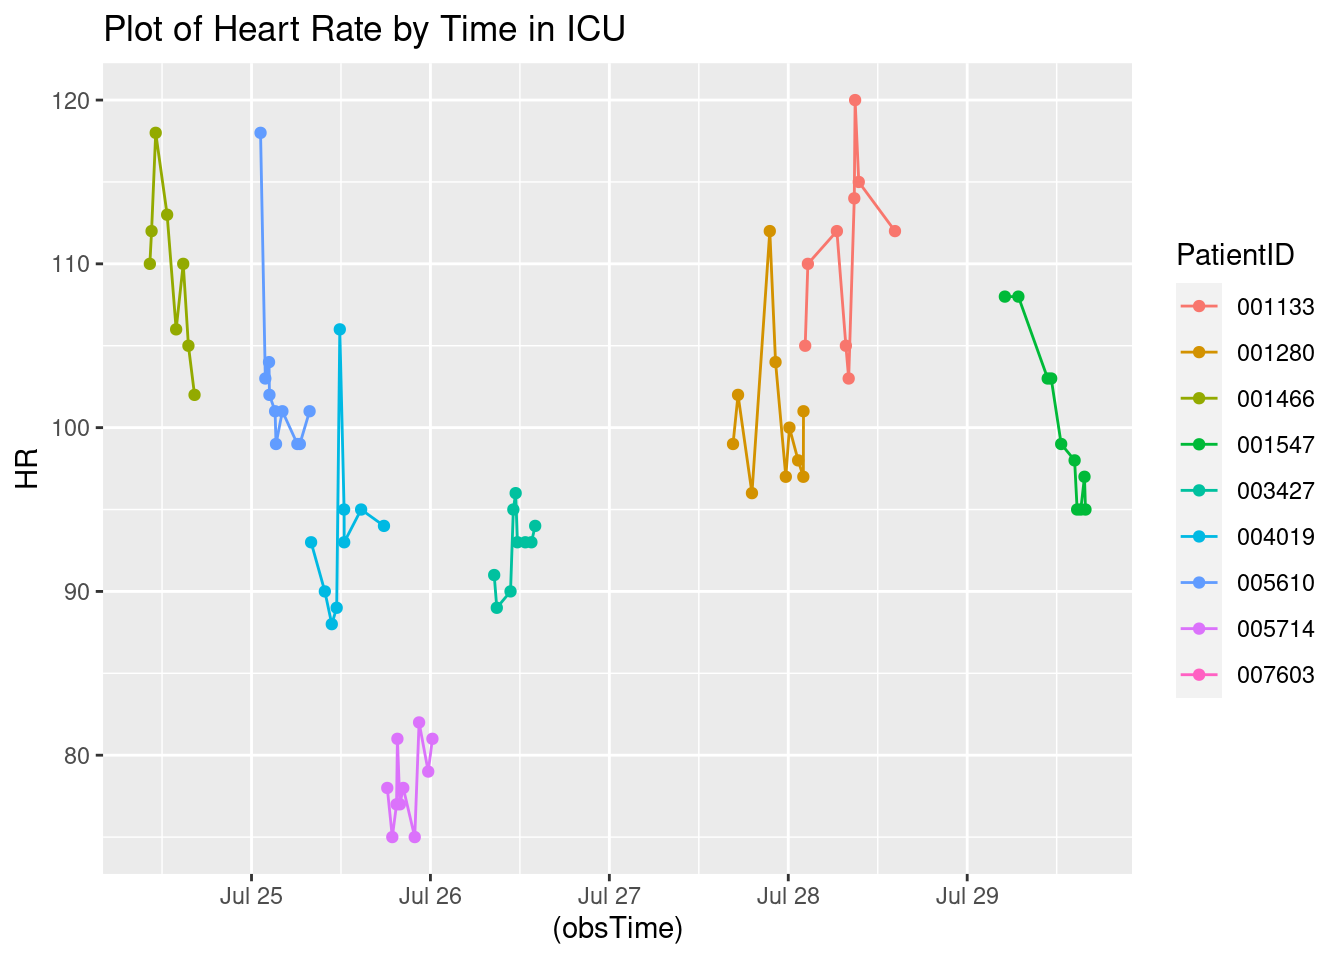 Plot of Heart Rate by Time in ICU
120
110
100
90
80
HR
Jul 25
Jul 26
Jul 27
Jul 28
Jul 29
(obsTime)
PatientID
001133
001280
001466
001547
003427
004019
005610
005714
007603